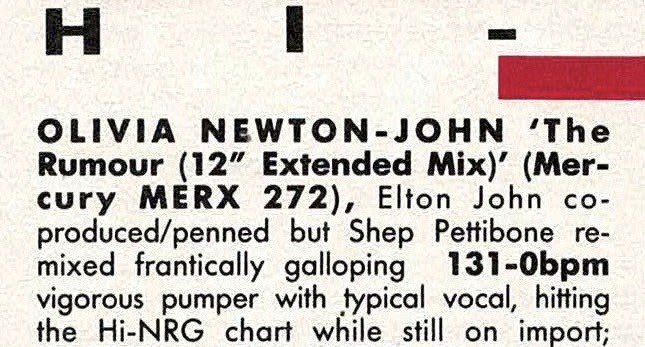 H I -
OLIVIA NEWTON-JOHN 'The
Rumour (12" Extended Mix)' (Mer-
cury MERX 272), Elton John co-
produced/penned but Shep Pettibone re-
mixed frantically galloping 131-0bpm
vigorous pumper with typical vocal, hitting
the Hi-NRG chart while still on import;